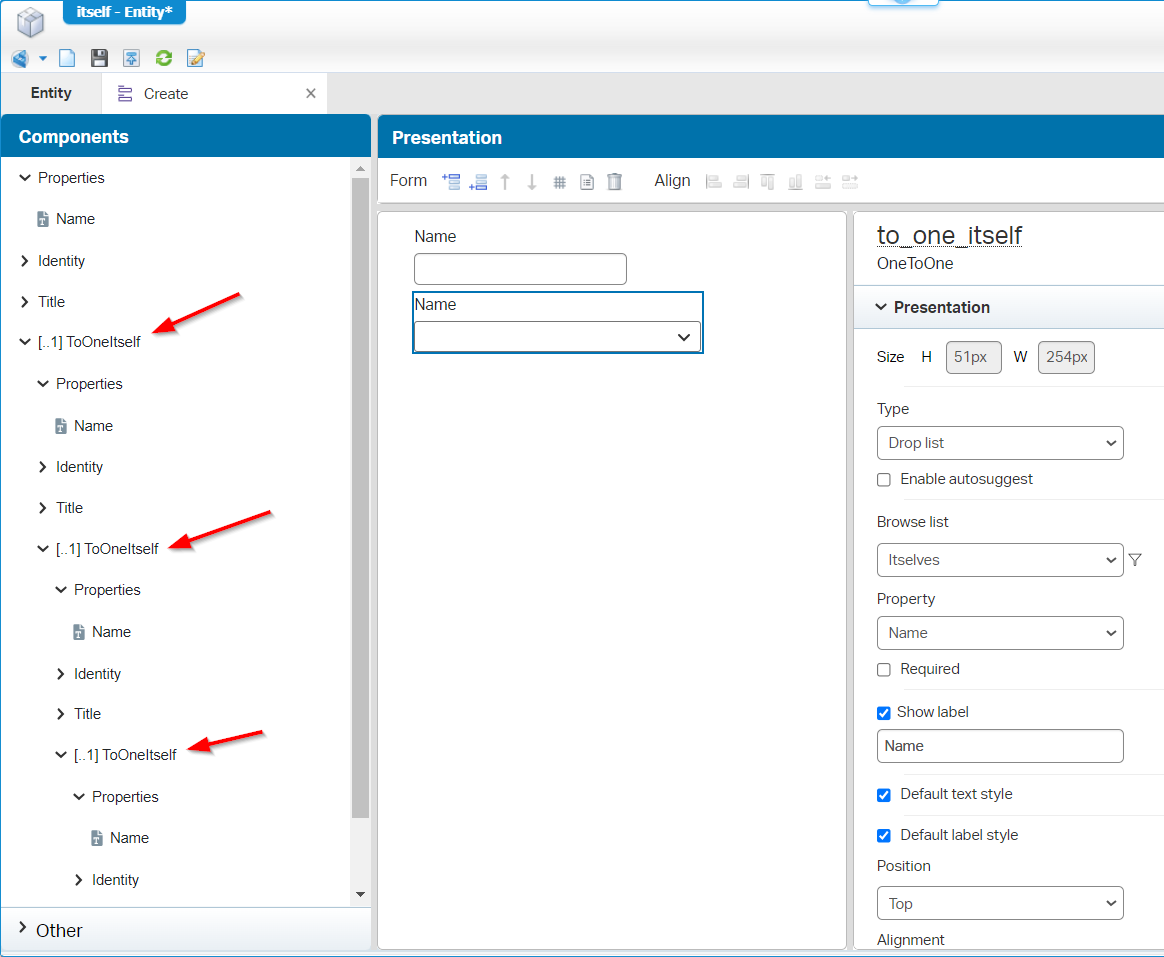 itself - Entity*
Entity
Create
Components
Properties
Name
Identity
Title
[..1] ToOneItself
Properties
Name
Identity
Title
[..1] ToOneItself
Properties
Name
Identity
Title
[..1] ToOneItself
Properties
Name
Identity
Other
Presentation
Form
Align
Name
Name
to_one_itself
OneToOne
Presentation
Size H 51px W 254px
Type
Drop list
Enable autosuggest
Browse list
Itselves
Property
Name
Required
Show label
Name
Default text style
Default label style
Position
Top
Alignment